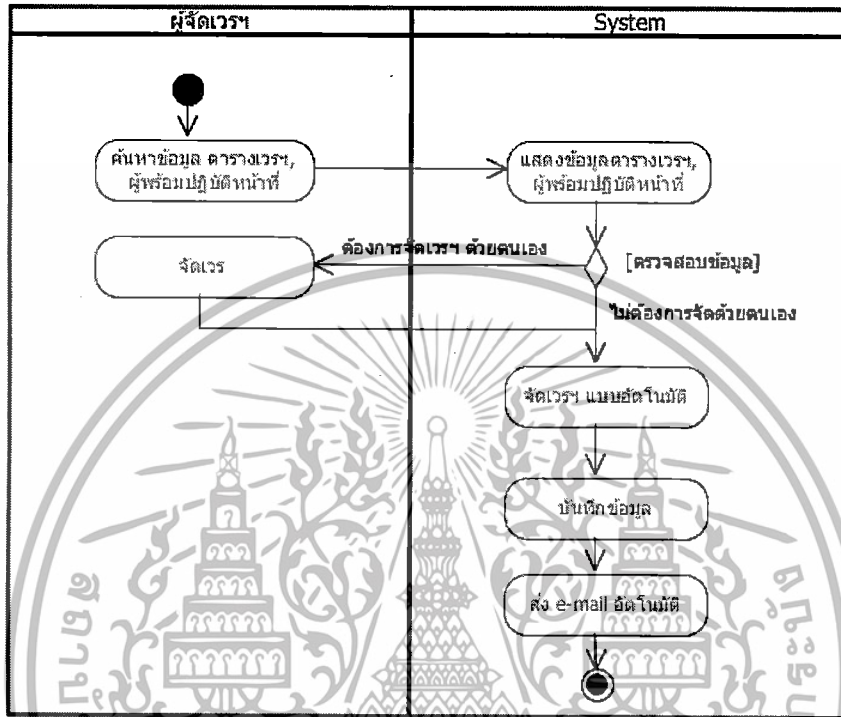 ผู้จัดเวรฯ
System
ค้นหาข้อมูล ตารางเวรฯ,
ผู้พร้อมปฏิบัติหน้าที่
แสดงข้อมูลตารางเวรฯ,
ผู้พร้อมปฏิบัติหน้าที่
ต้องการจัดเวรฯ ด้วยตนเอง
จัดเวร
[ตรวจสอบข้อมูล]
ไม่ต้องการจัดด้วยตนเอง
จัดเวรฯ แบบอัตโนมัติ
บันทึกข้อมูล
ส่ง e-mail อัตโนมัติ